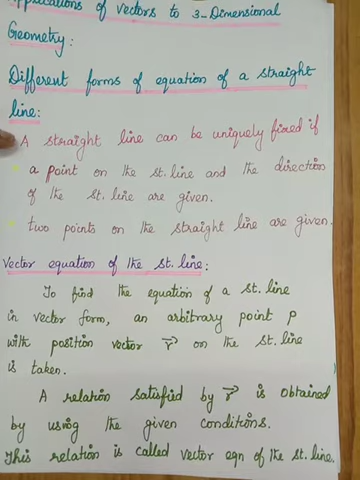 Applications of vectors to 3-Dimensional
Geometry:
Different forms of equation of a straight
line:
A straight line can be uniquely fixed if
a point on the st.line and the direction
of the st.line are given.
two points on the straight line are given.
Vector equation of the st.line:
To find the equation of a st.line
in vector form, an arbitrary point P
with position vector r⃗ on the st.line
is taken.
A relation satisfied by r⃗ is obtained
by using the given conditions.
This relation is called vector eqn of the st.line.